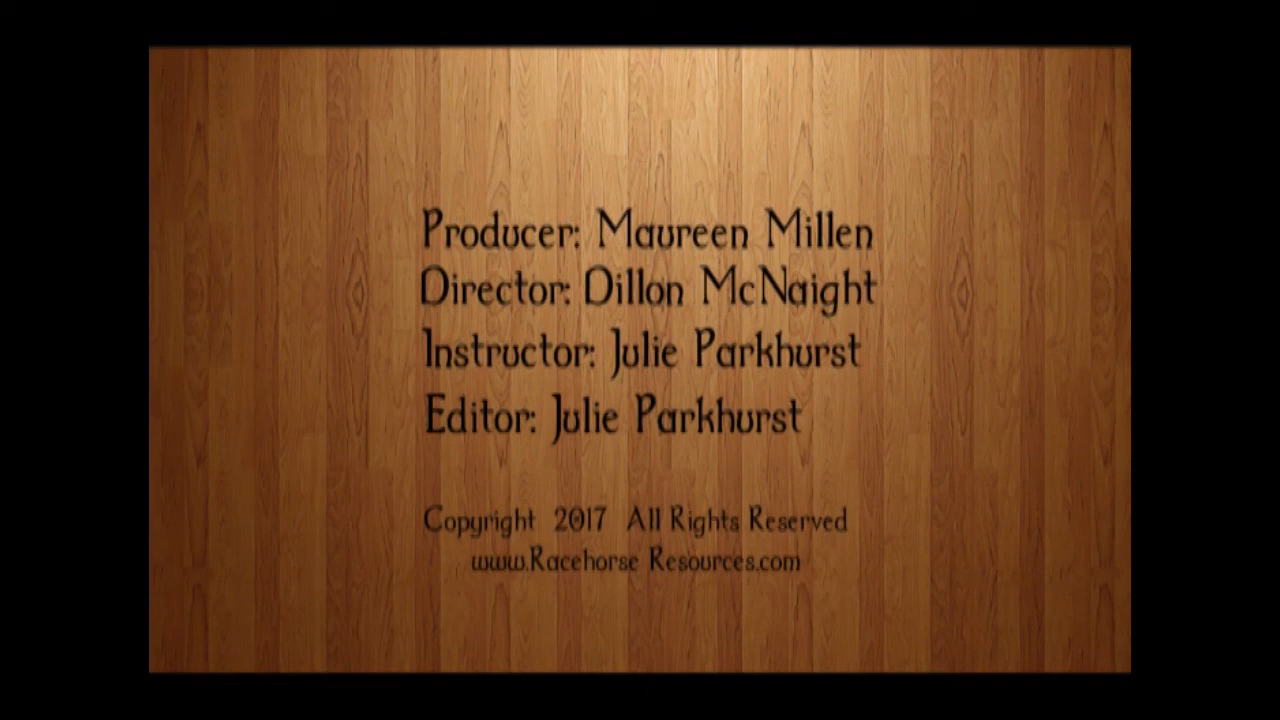 Producer: Maureen Millen
Director: Dillon McNaight
Instructor: Julie Parkhurst
Editor: Julie Parkhurst
Copyright 2017 All Rights Reserved
www.Racehorse Resources.com